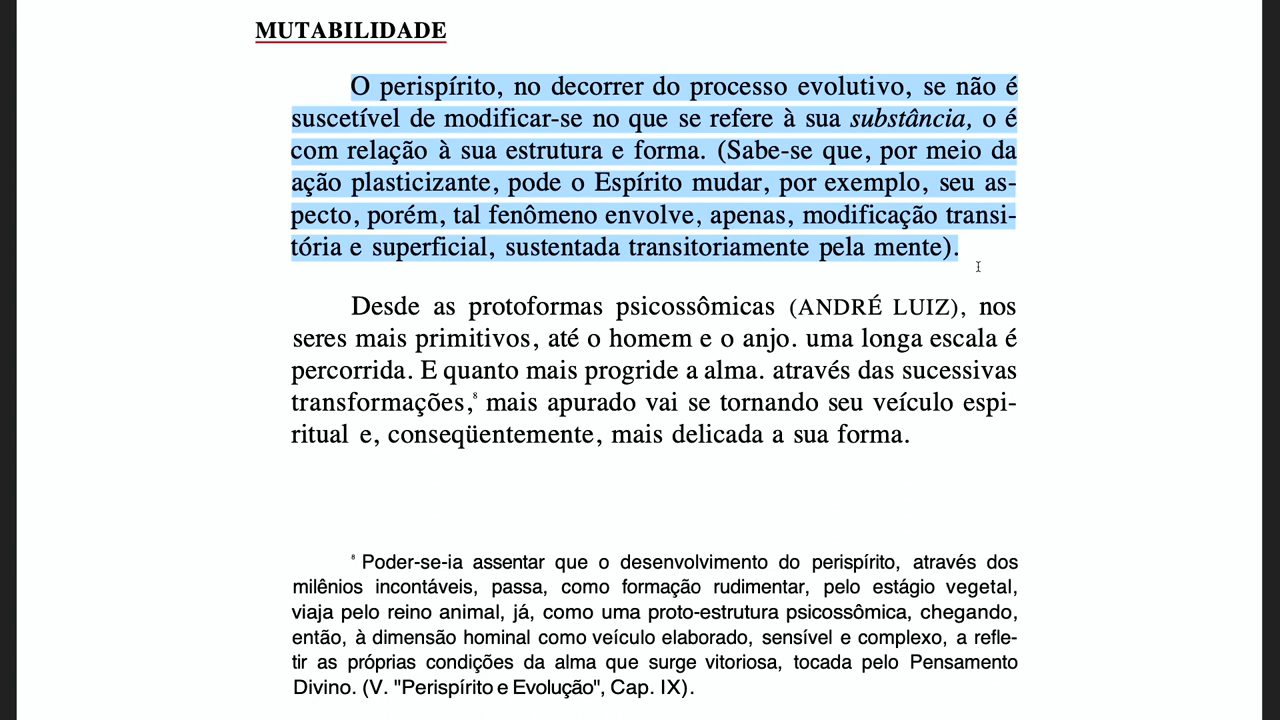 MUTABILIDADE
O perispírito, no decorrer do processo evolutivo, se não é
suscetível de modificar-se no que se refere à sua substância, o é
com relação à sua estrutura e forma. (Sabe-se que, por meio da
ação plasticizante, pode o Espírito mudar, por exemplo, seu as-
pecto, porém, tal fenômeno envolve, apenas, modificação transi-
tória e superficial, sustentada transitoriamente pela mente).
Desde as protoformas psicossômicas (ANDRÉ LUIZ), nos
seres mais primitivos, até o homem e o anjo. uma longa escala é
percorrida. E quanto mais progride a alma. através das sucessivas
transformações,⁸ mais apurado vai se tornando seu veículo espi-
ritual e, conseqüentemente, mais delicada a sua forma.
⁸ Poder-se-ia assentar que o desenvolvimento do perispírito, através dos
milênios incontáveis, passa, como formação rudimentar, pelo estágio vegetal,
viaja pelo reino animal, já, como uma proto-estrutura psicossômica, chegando,
então, à dimensão hominal como veículo elaborado, sensível e complexo, a refle-
tir as próprias condições da alma que surge vitoriosa, tocada pelo Pensamento
Divino. (V. "Perispírito e Evolução", Cap. IX).